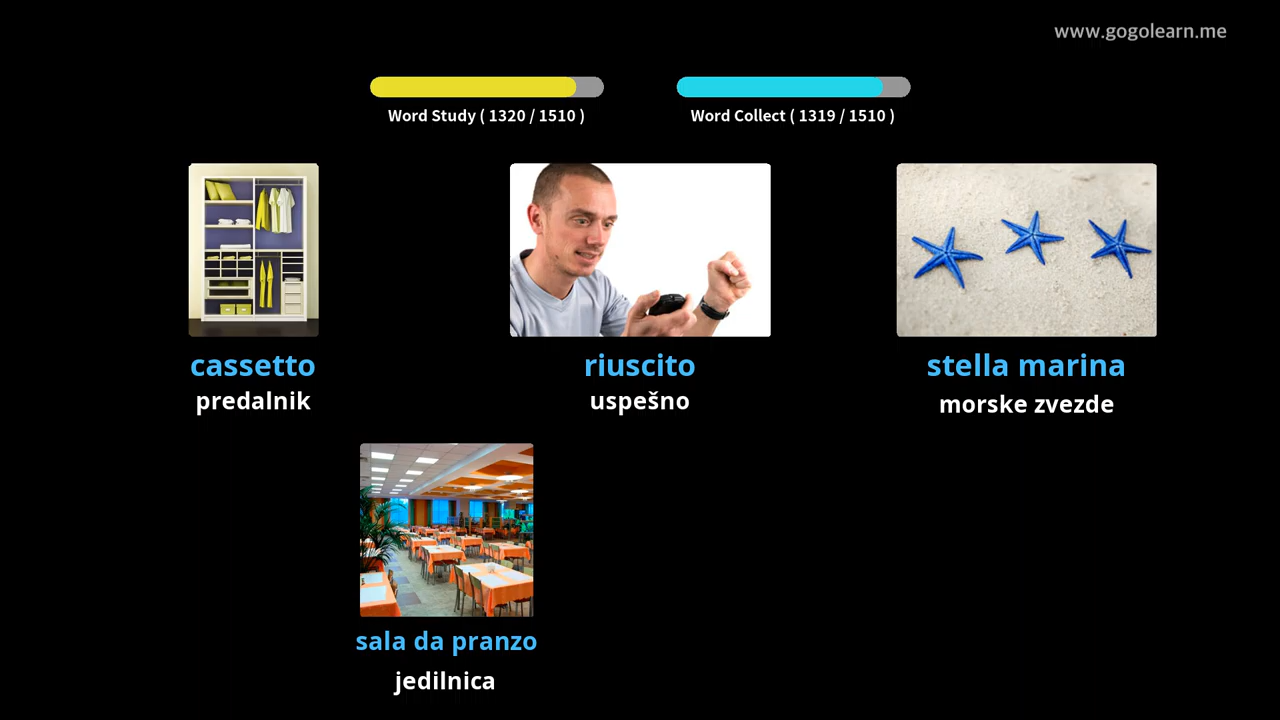 www.gogolearn.me
Word Study ( 1320 / 1510 )
Word Collect ( 1319 / 1510 )
cassetto
predalnik
riuscito
uspešno
stella marina
morske zvezde
sala da pranzo
jedilnica